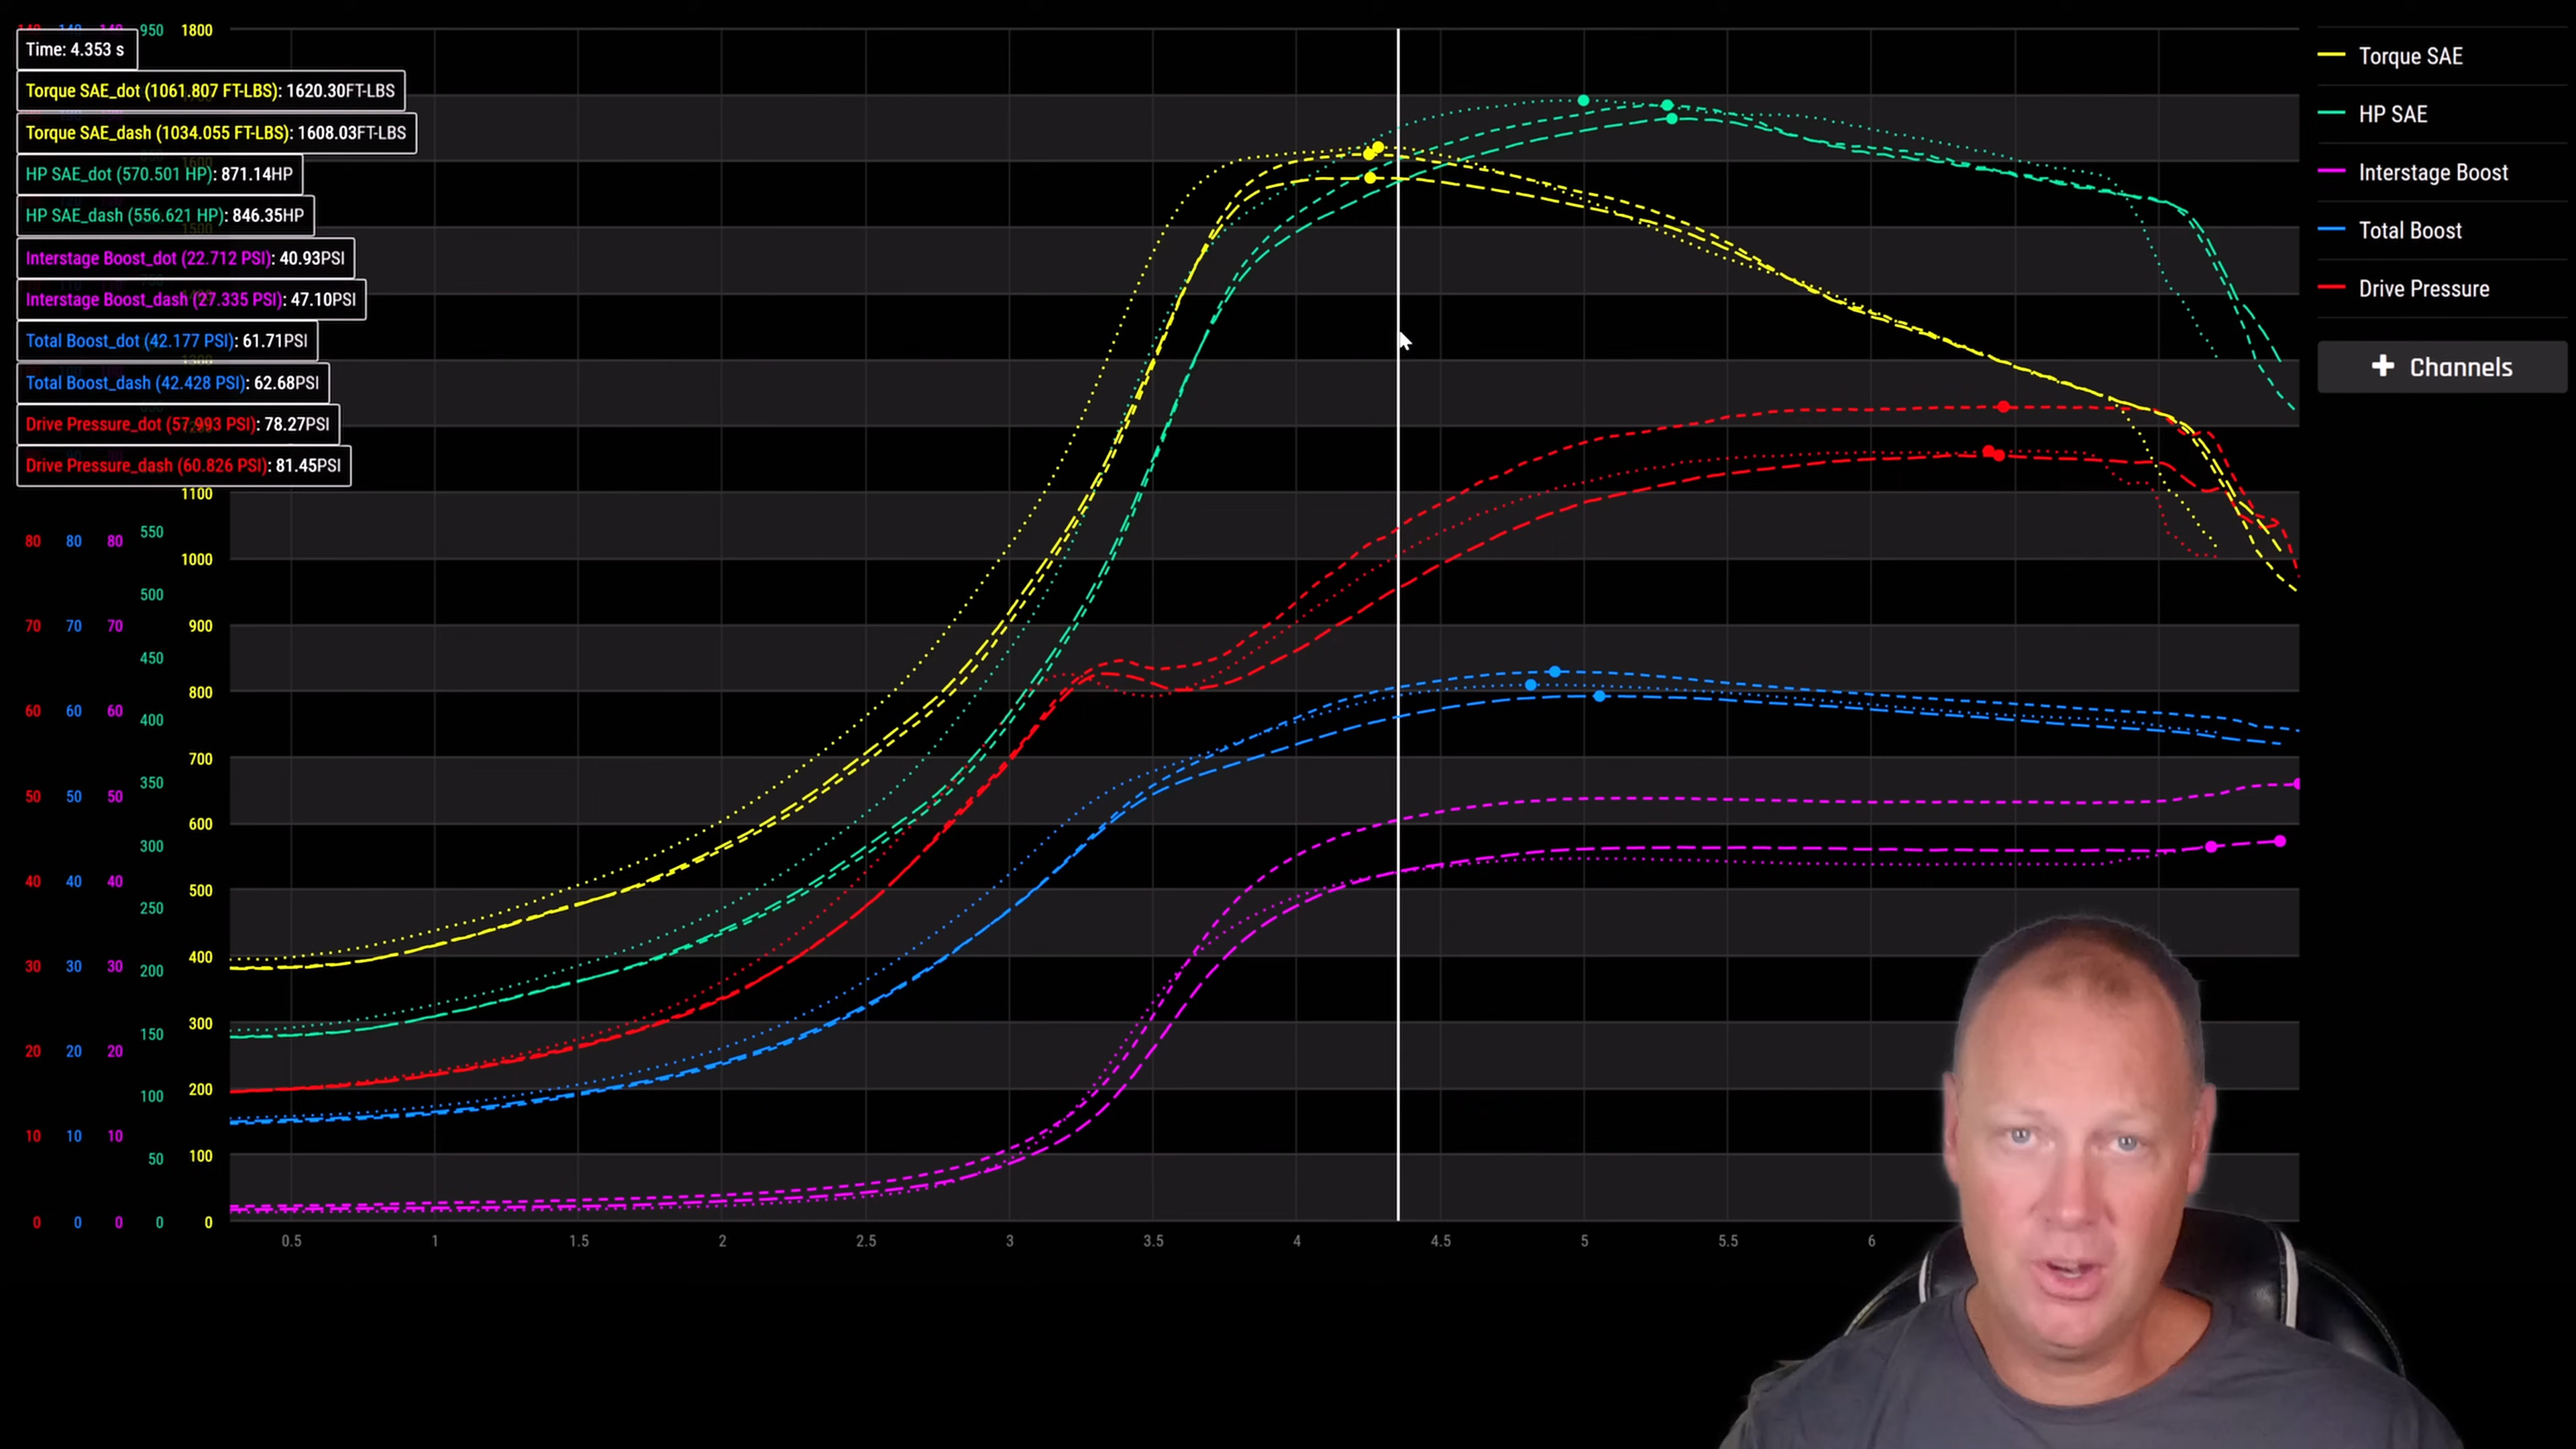 140 140 140 950 1800
Time: 4.353 s
Torque SAE_dot (1061.807 FT-LBS): 1620.30FT-LBS
Torque SAE_dash (1034.055 FT-LBS): 1608.03FT-LBS
HP SAE_dot (570.501 HP): 871.14HP
HP SAE_dash (556.621 HP): 846.35HP
Interstage Boost_dot (22.712 PSI): 40.93PSI
Interstage Boost_dash (27.335 PSI): 47.10PSI
Total Boost_dot (42.177 PSI): 61.71PSI
Total Boost_dash (42.428 PSI): 62.68PSI
Drive Pressure_dot (57.993 PSI): 78.27PSI
Drive Pressure_dash (60.826 PSI): 81.45PSI
1600
1500
1100
550
80 80 80
1000
500
70 70 70
900
450
60 60 60
800
400
700
350
50 50 50
600
300
40 40 40
500
250
400
30 30 30
200
300
150
20 20 20
200
100
10 10 10
100
50
0 0 0 0 0
0.5 1 1.5 2 2.5 3 3.5 4 4.5 5 5.5 6
Torque SAE
HP SAE
Interstage Boost
Total Boost
Drive Pressure
+ Channels